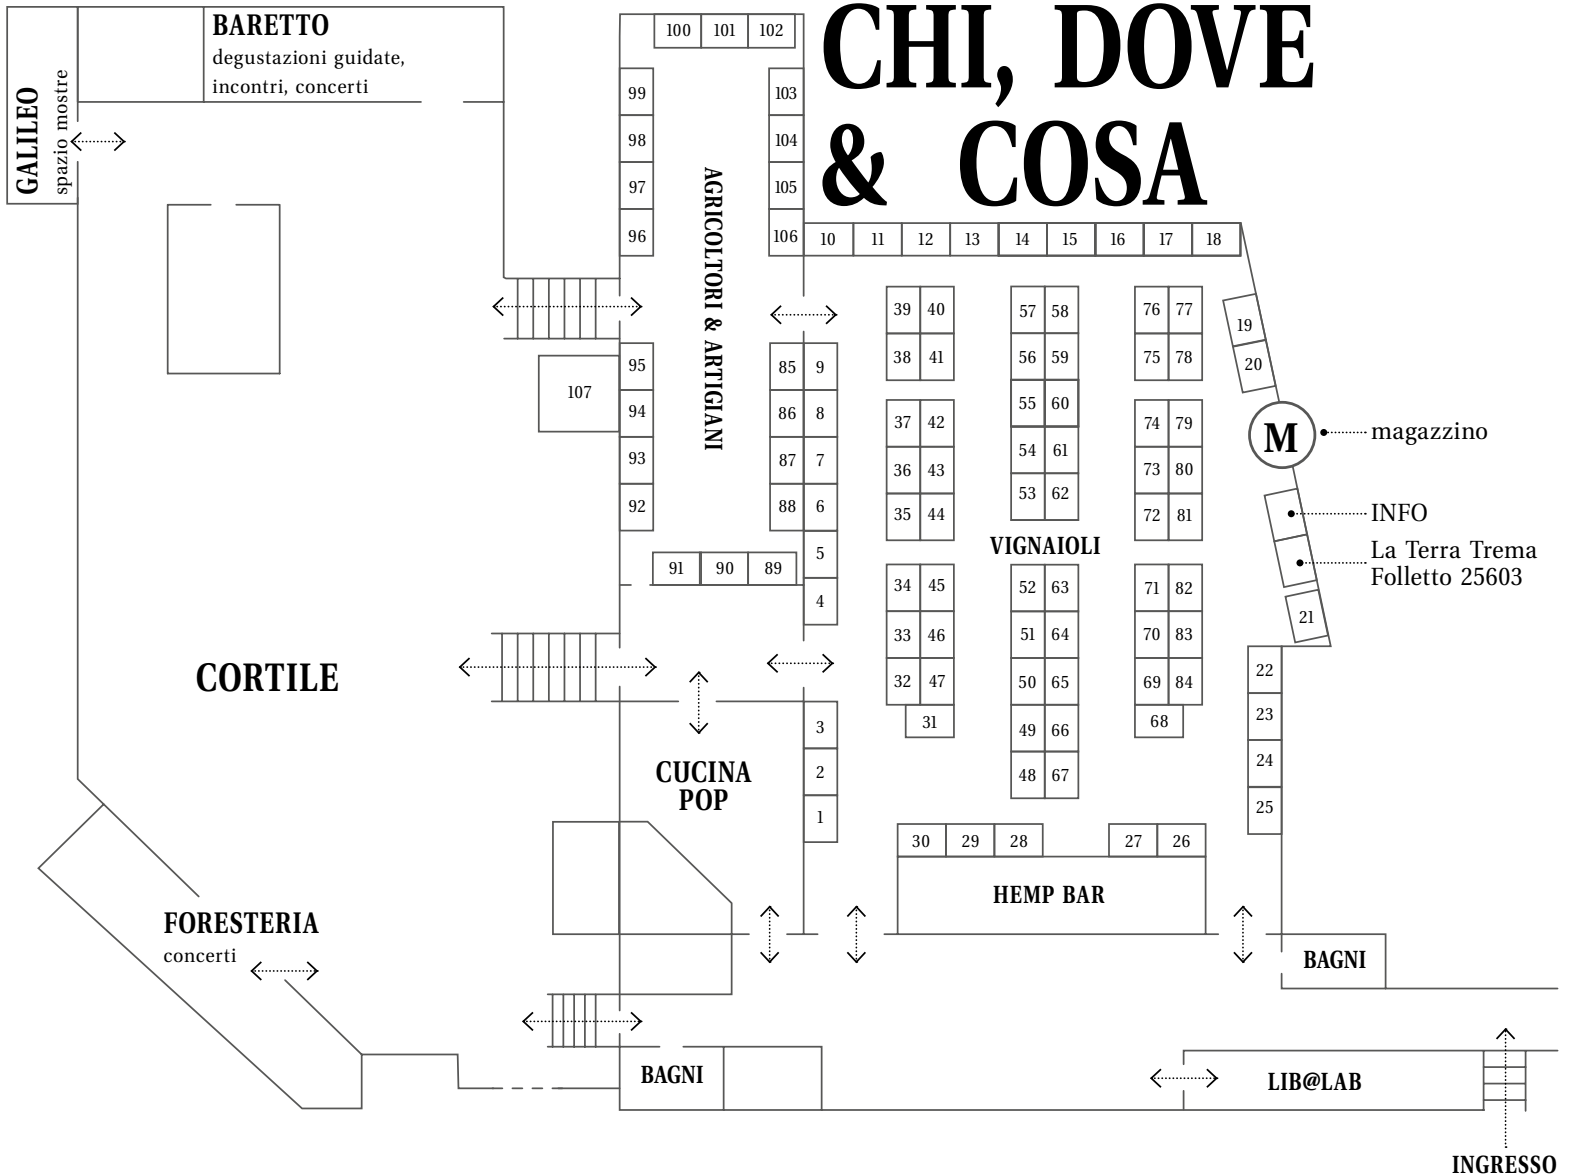 CHI, DOVE
& COSA
BARETTO
degustazioni guidate,
incontri, concerti
GALILEO
spazio mostre
100 101 102
99
98
97
96
103
104
105
106
AGRICOLTORI & ARTIGIANI
95
94
93
92
107
85
86
87
88
91 90 89
10 11 12 13 14 15 16 17 18
9
8
7
6
5
4
3
2
1
39 40
38 41
37 42
36 43
35 44
34 45
33 46
32 47
31
57 58
56 59
55 60
54 61
53 62
VIGNAIOLI
52 63
51 64
50 65
49 66
48 67
76 77
75 78
74 79
73 80
72 81
71 82
70 83
69 84
68
19
20
M
magazzino
INFO
La Terra Trema
Folletto 25603
21
22
23
24
25
30 29 28 27 26
HEMP BAR
CORTILE
CUCINA
POP
FORESTERIA
concerti
BAGNI
BAGNI
LIB@LAB
INGRESSO